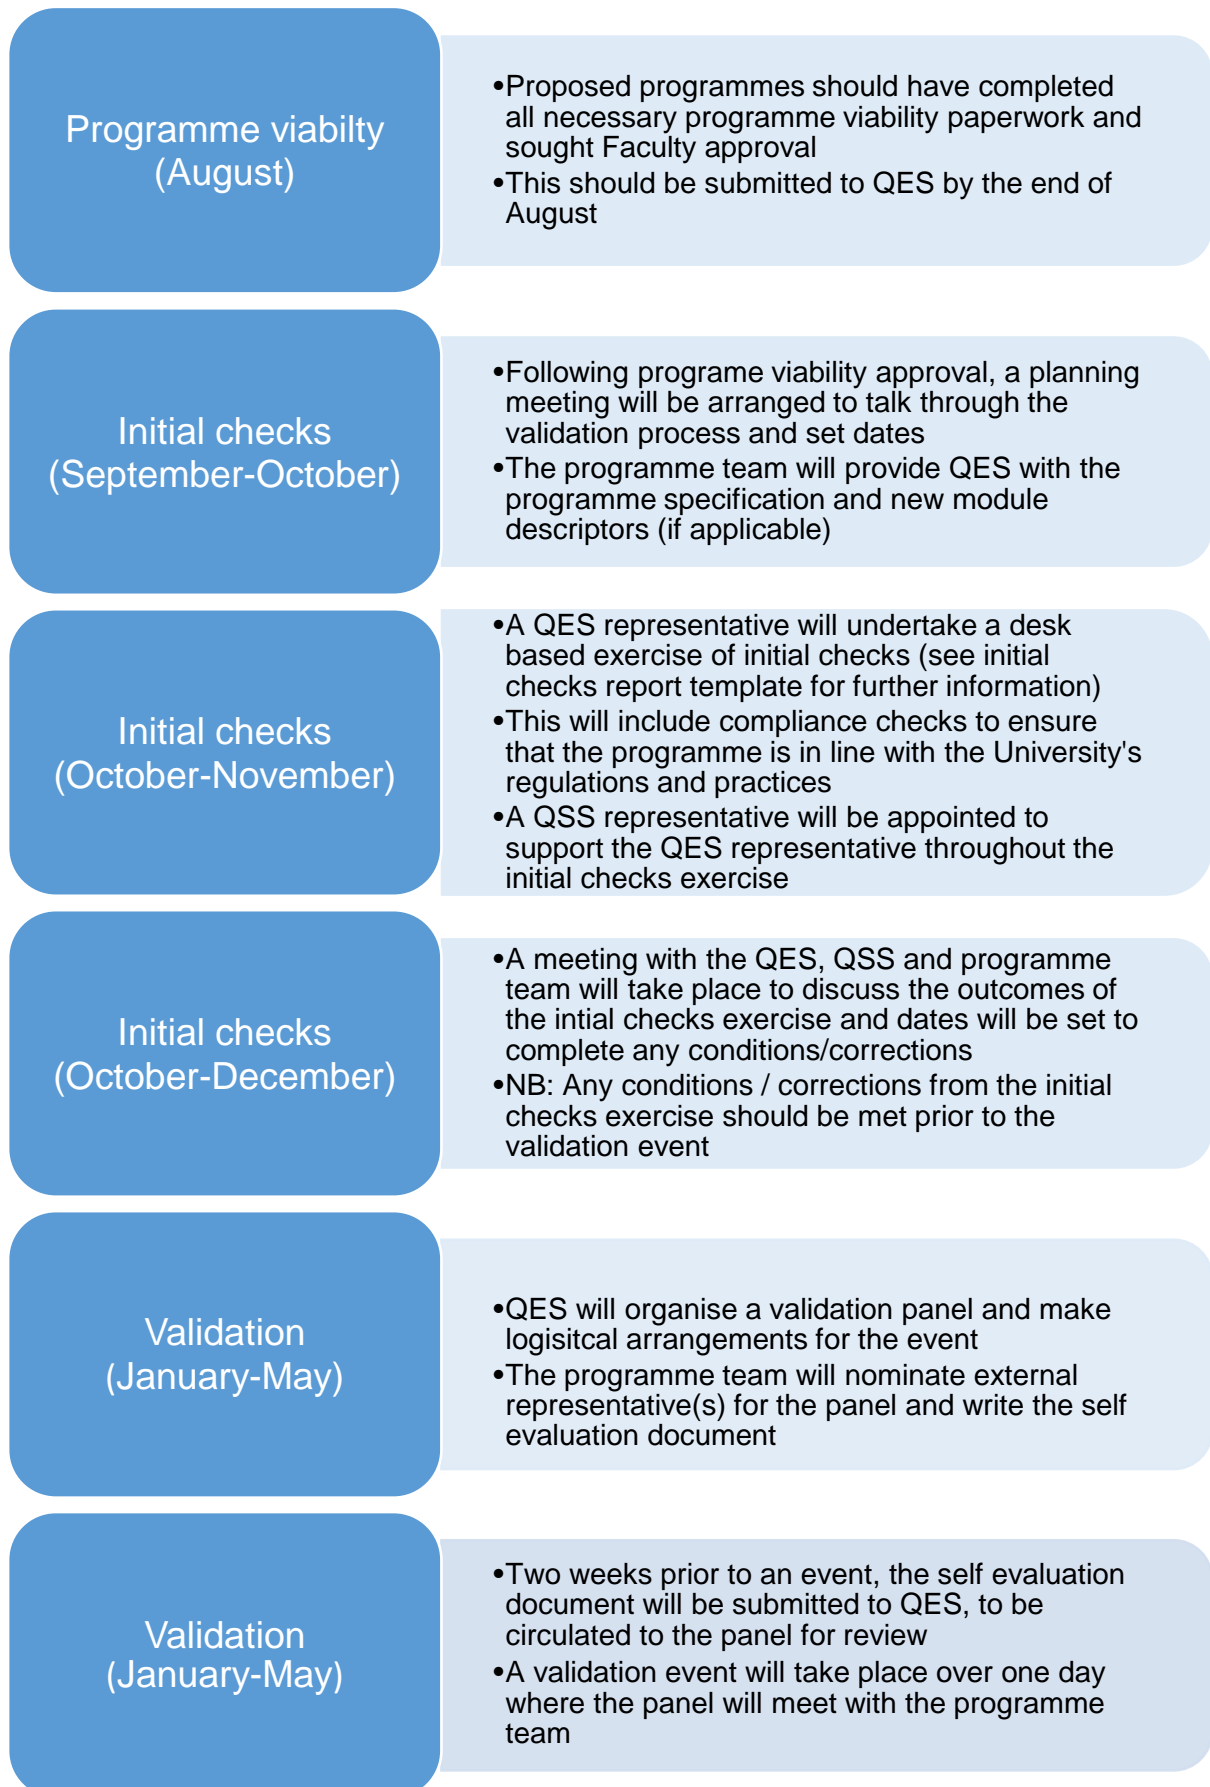 Programme viabilty
(August)
•Proposed programmes should have completed
all necessary programme viability paperwork and
sought Faculty approval
•This should be submitted to QES by the end of
August
Initial checks
(September-October)
•Following programe viability approval, a planning
meeting will be arranged to talk through the
validation process and set dates
•The programme team will provide QES with the
programme specification and new module
descriptors (if applicable)
Initial checks
(October-November)
•A QES representative will undertake a desk
based exercise of initial checks (see initial
checks report template for further information)
•This will include compliance checks to ensure
that the programme is in line with the University's
regulations and practices
•A QSS representative will be appointed to
support the QES representative throughout the
initial checks exercise
Initial checks
(October-December)
•A meeting with the QES, QSS and programme
team will take place to discuss the outcomes of
the intial checks exercise and dates will be set to
complete any conditions/corrections
•NB: Any conditions / corrections from the initial
checks exercise should be met prior to the
validation event
Validation
(January-May)
•QES will organise a validation panel and make
logisitcal arrangements for the event
•The programme team will nominate external
representative(s) for the panel and write the self
evaluation document
Validation
(January-May)
•Two weeks prior to an event, the self evaluation
document will be submitted to QES, to be
circulated to the panel for review
•A validation event will take place over one day
where the panel will meet with the programme
team